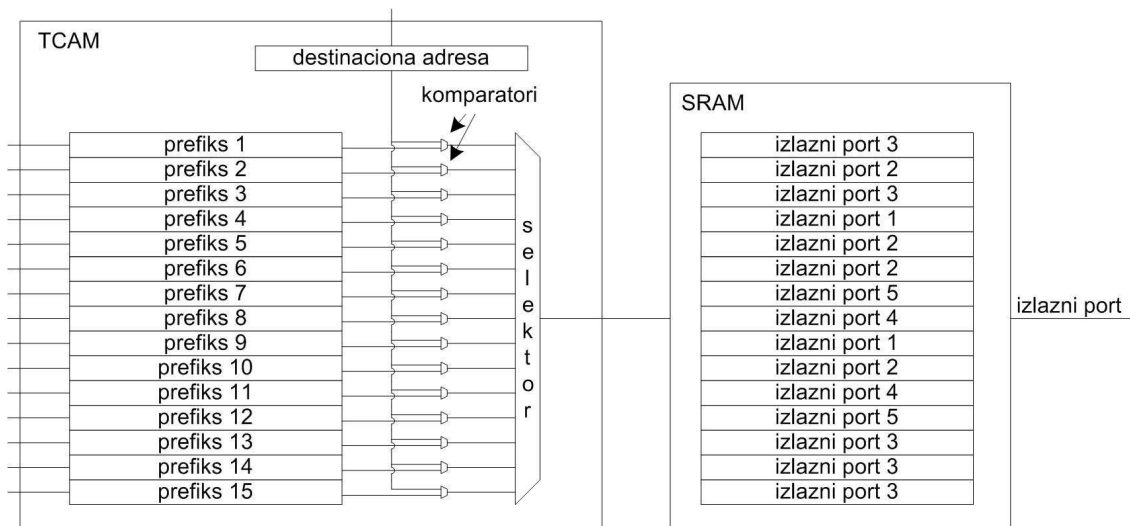 TCAM
destinaciona adresa
komparatori
prefiks 1
prefiks 2
prefiks 3
prefiks 4
prefiks 5
prefiks 6
prefiks 7
prefiks 8
prefiks 9
prefiks 10
prefiks 11
prefiks 12
prefiks 13
prefiks 14
prefiks 15
selektor
SRAM
izlazni port 3
izlazni port 2
izlazni port 3
izlazni port 1
izlazni port 2
izlazni port 2
izlazni port 5
izlazni port 4
izlazni port 1
izlazni port 2
izlazni port 4
izlazni port 5
izlazni port 3
izlazni port 3
izlazni port 3
izlazni port